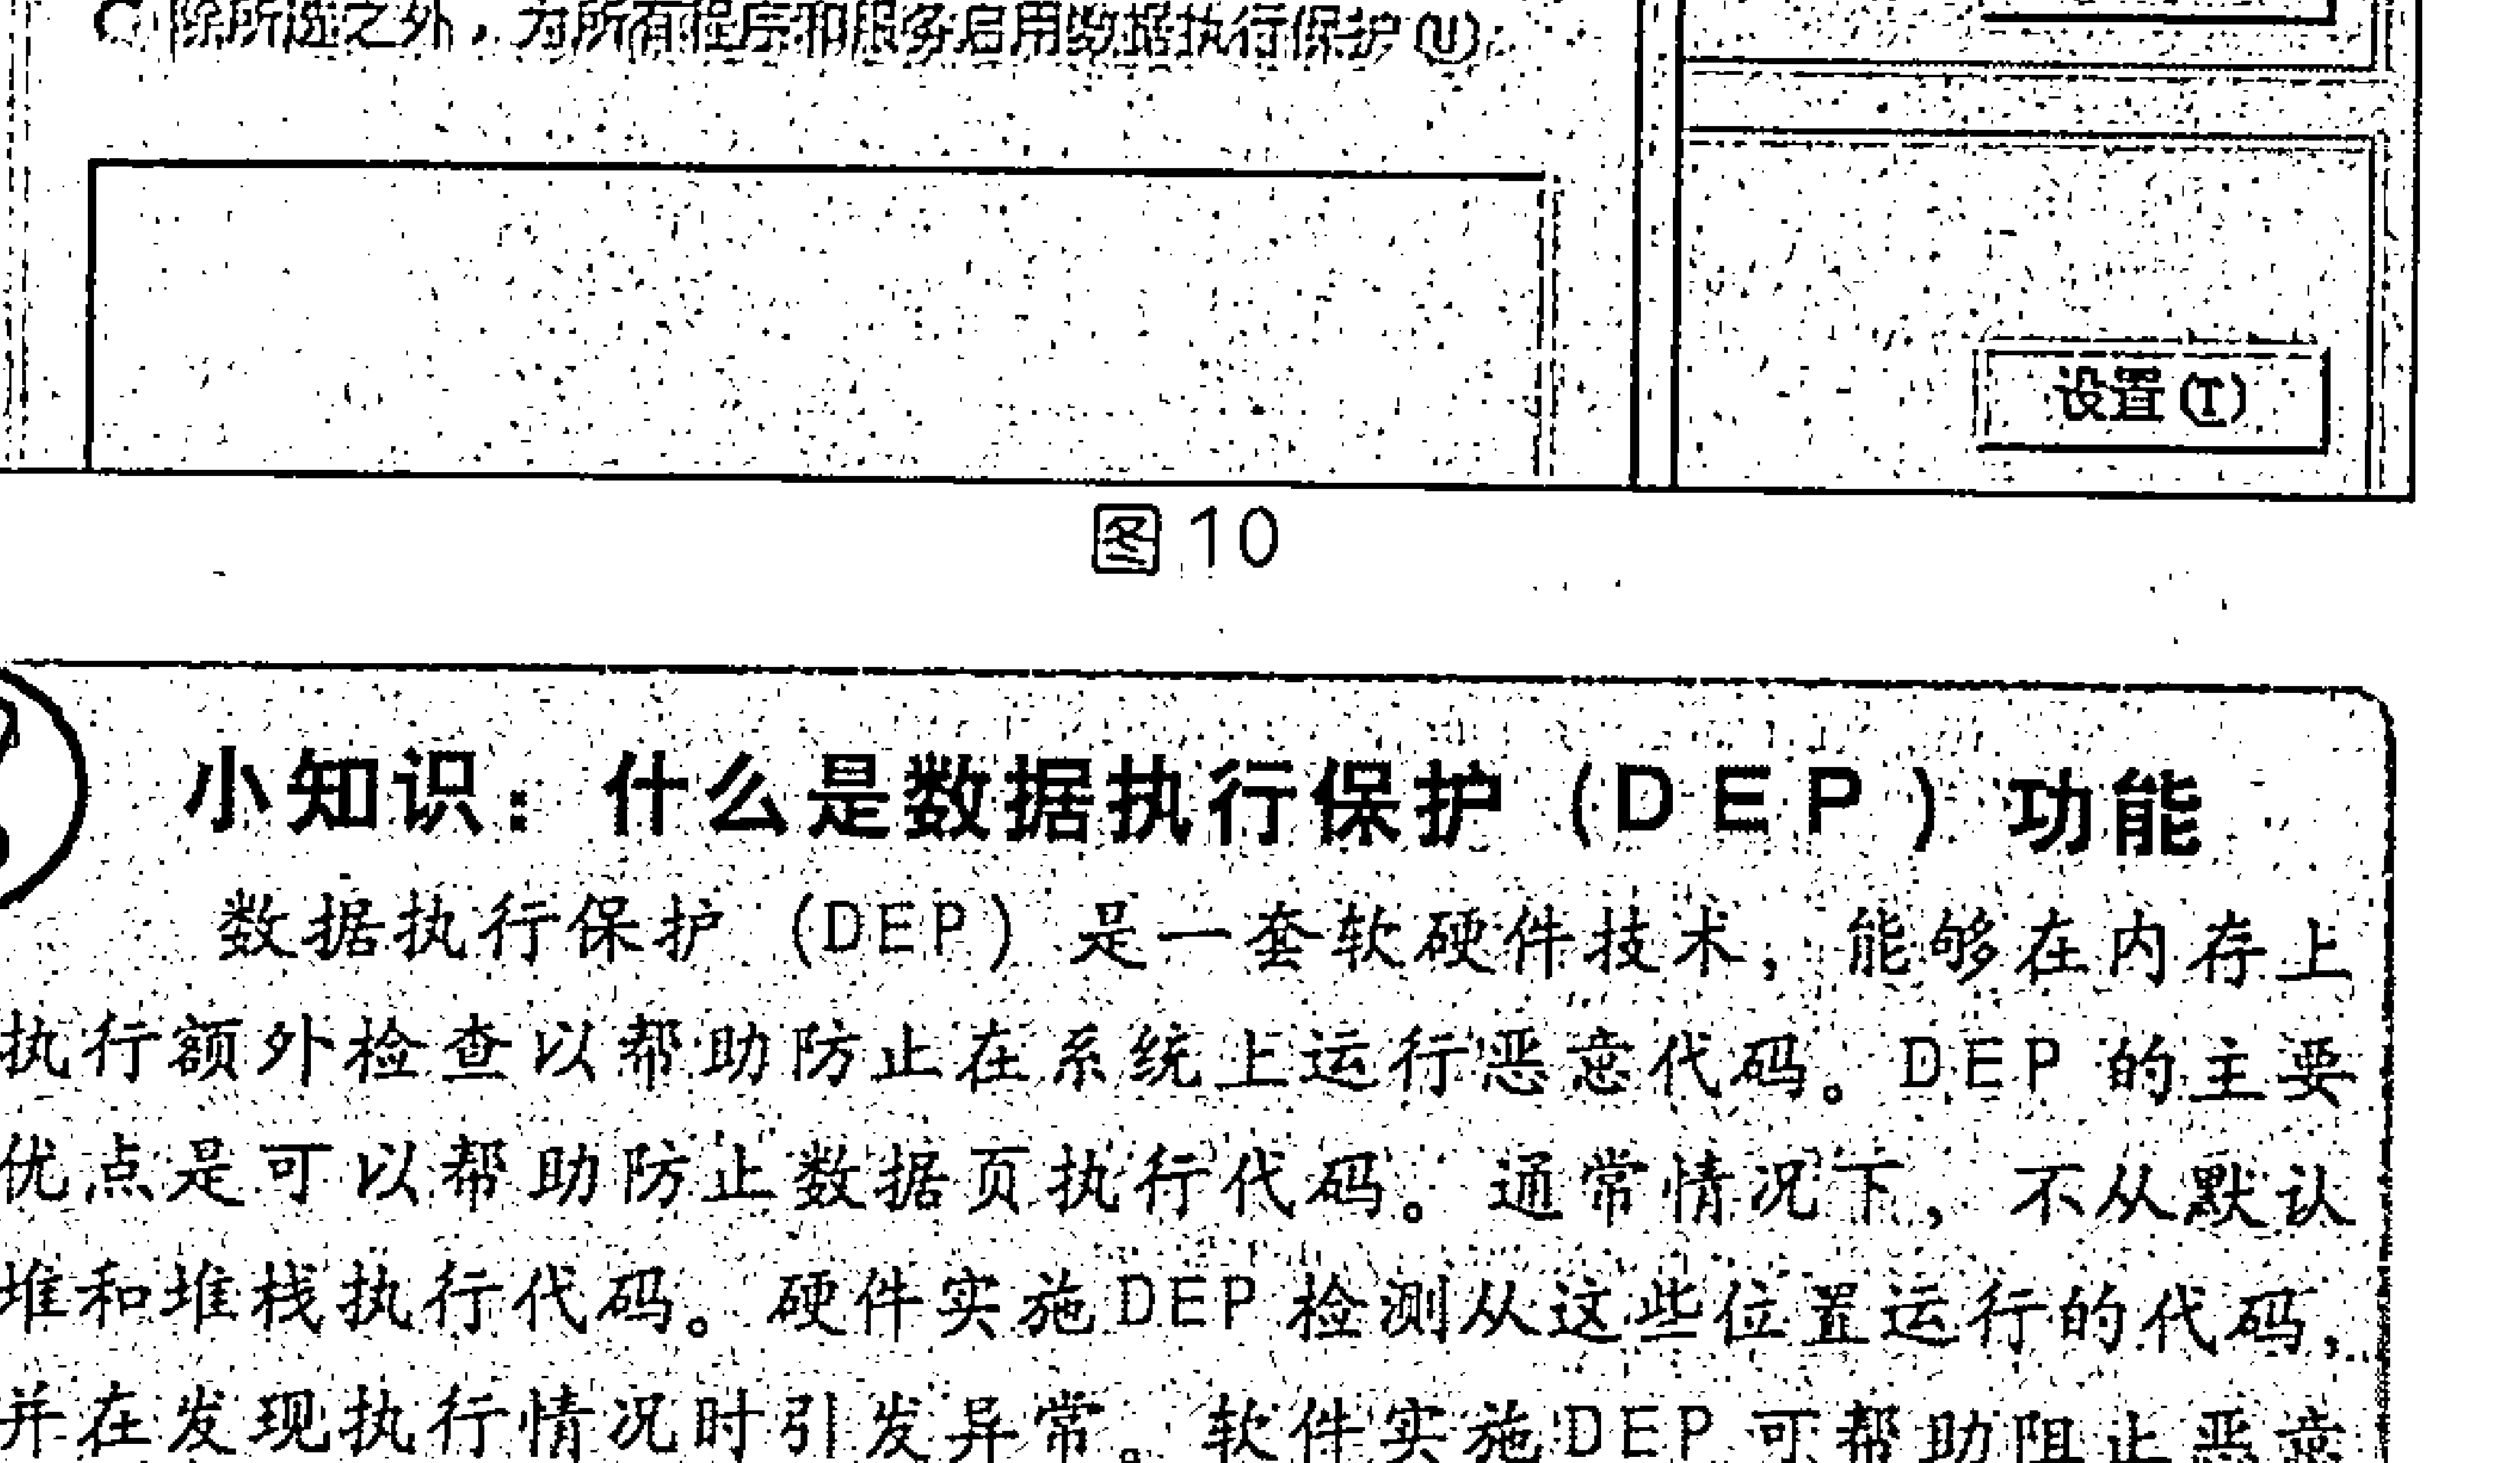 除所选之外，为所有程序和服务启用数据执行保护(U):
设置(T)
图10
小知识：什么是数据执行保护（DEP）功能
数据执行保护（DEP）是一套软硬件技术，能够在内存上
执行额外检查以帮助防止在系统上运行恶意代码。DEP 的主要
优点是可以帮助防止数据页执行代码。通常情况下，不从默认
堆和堆栈执行代码。硬件实施DEP 检测从这些位置运行的代码，
并在发现执行情况时引发异常。软件实施DEP 可帮助阻止恶意